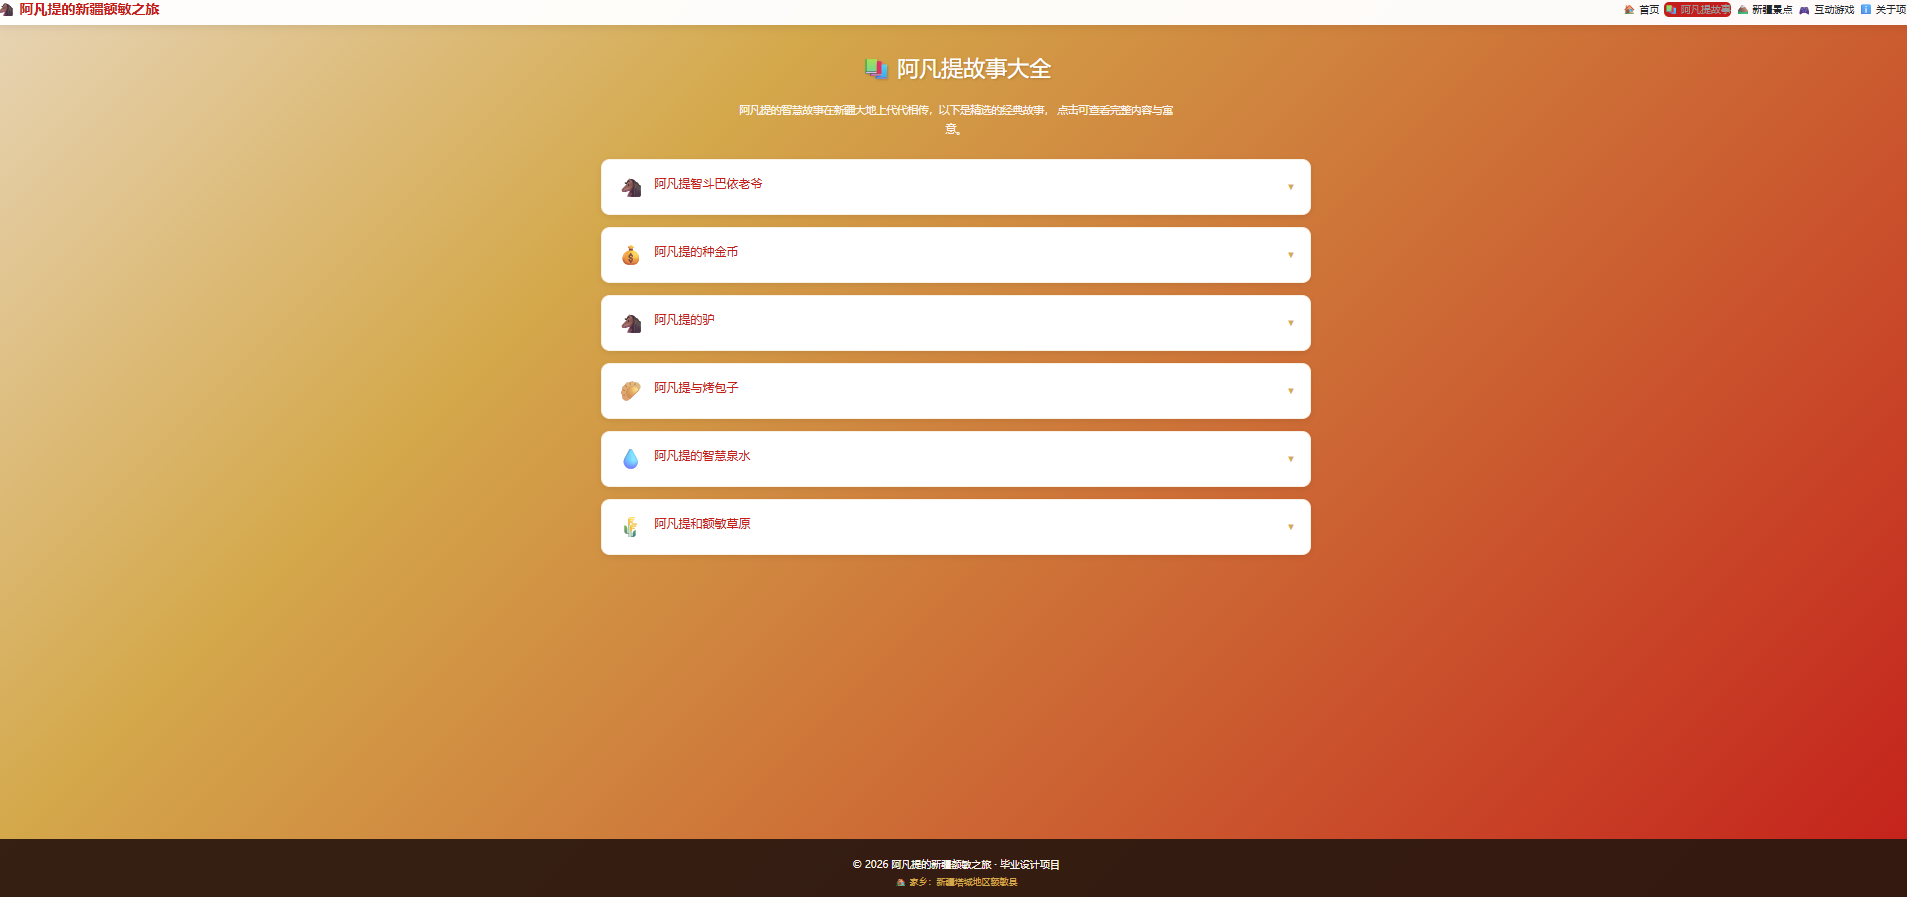 阿凡提的新疆额敏之旅
首页 阿凡提故事 新疆景点 互动游戏 关于项
阿凡提故事大全
阿凡提的智慧故事在新疆大地上代代相传，以下是精选的经典故事， 点击可查看完整内容与寓
意。
阿凡提智斗巴依老爷
阿凡提的种金币
阿凡提的驴
阿凡提与烤包子
阿凡提的智慧泉水
阿凡提和额敏草原
© 2026 阿凡提的新疆额敏之旅 - 毕业设计项目
家乡：新疆塔城地区额敏县